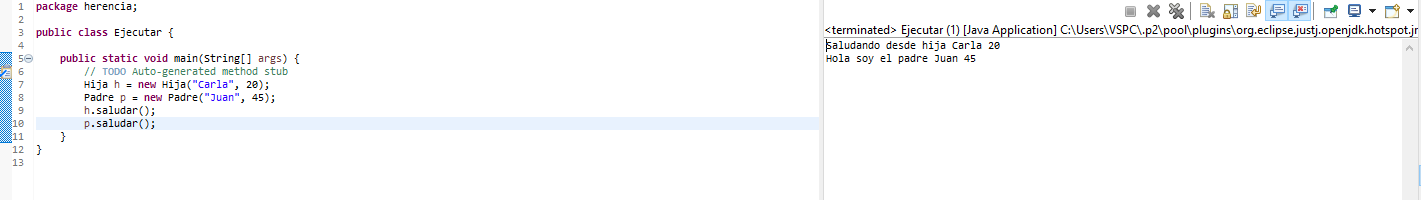 1 package herencia;
2
3 public class Ejecutar {
4
5 public static void main(String[] args) {
6 // TODO Auto-generated method stub
7 Hija h = new Hija("Carla", 20);
8 Padre p = new Padre("Juan", 45);
9 h.saludar();
10 p.saludar();
11 }
12 }
13
<terminated> Ejecutar (1) [Java Application] C:\Users\VSPC\.p2\pool\plugins\org.eclipse.justj.openjdk.hotspot.jr
Saludando desde hija Carla 20
Hola soy el padre Juan 45